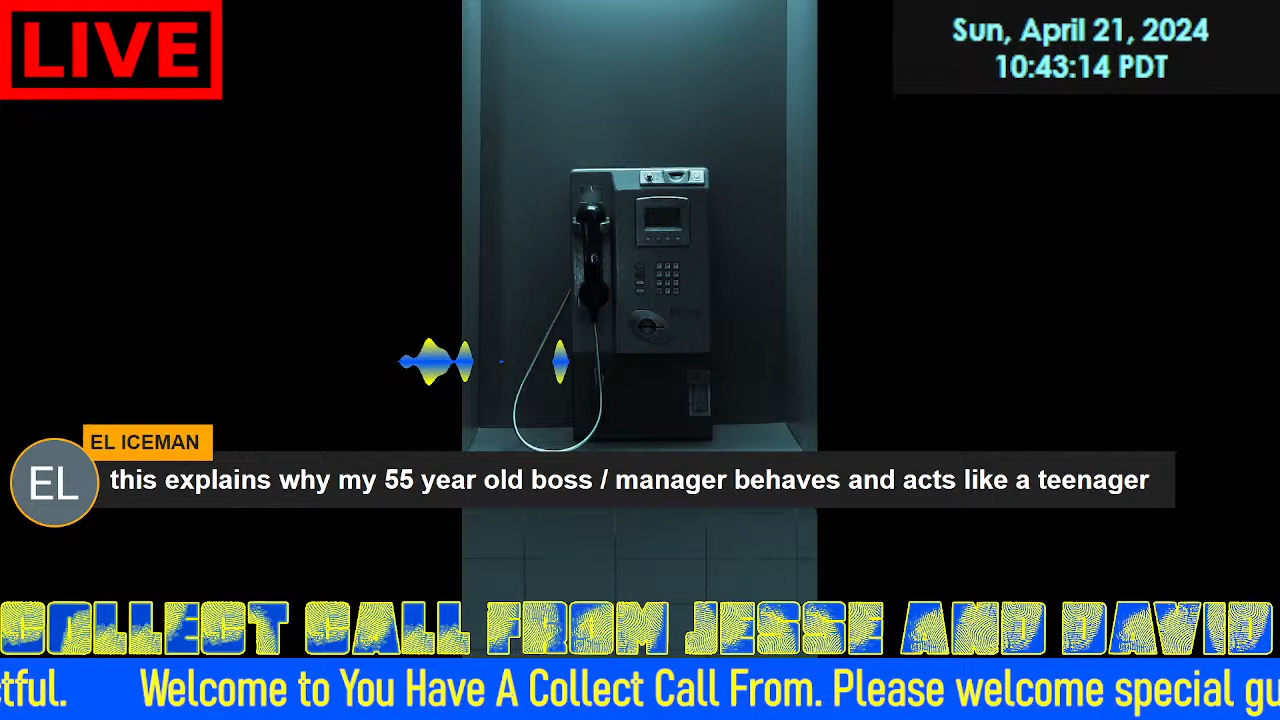 LIVE
Sun, April 21, 2024
10:43:14 PDT
EL ICEMAN
EL
this explains why my 55 year old boss / manager behaves and acts like a teenager
COLLECT CALL FROM JESSE AND DAVID
tful. Welcome to You Have A Collect Call From. Please welcome special gu